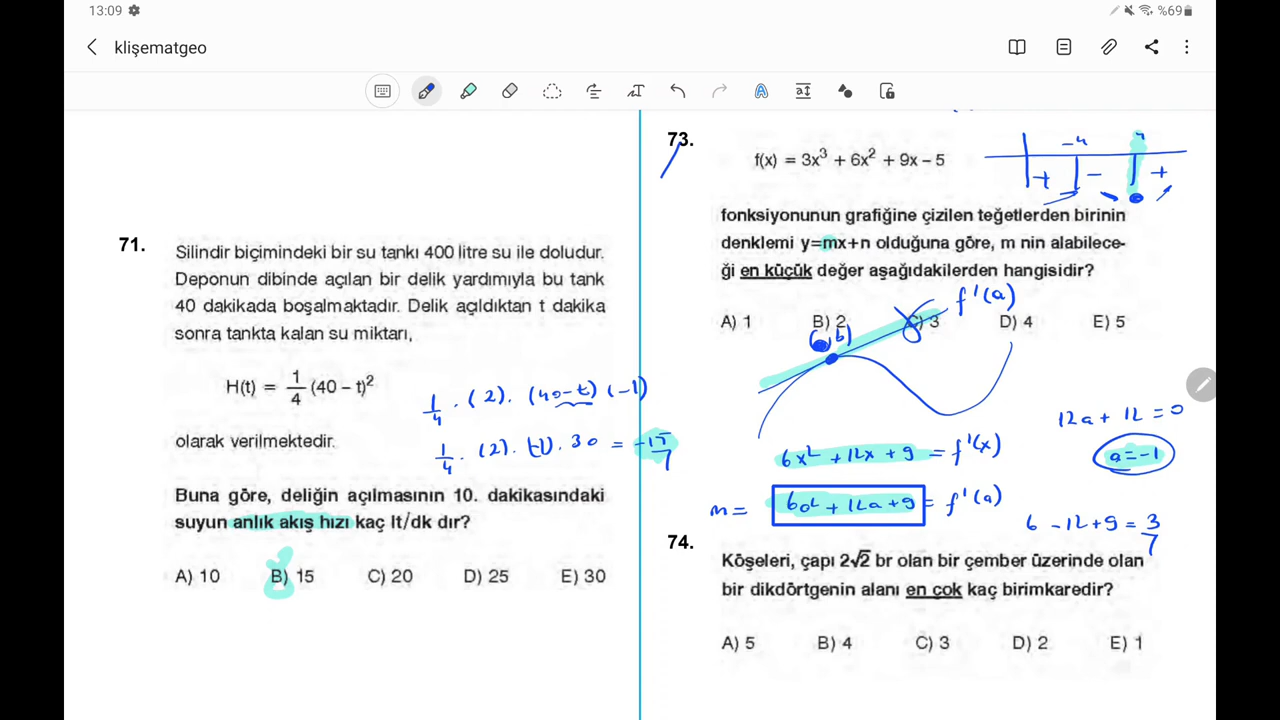 13:09
%69
klişematgeo
71.
Silindir biçimindeki bir su tankı 400 litre su ile doludur.
Deponun dibinde açılan bir delik yardımıyla bu tank
40 dakikada boşalmaktadır. Delik açıldıktan t dakika
sonra tankta kalan su miktarı,
H(t) = 1/4 (40 – t)²
1/4 . (2). (40-t) (-1)
olarak verilmektedir.
1/4 . (2). (-1). 30 = -15
Buna göre, deliğin açılmasının 10. dakikasındaki
suyun anlık akış hızı kaç lt/dk dır?
A) 10 B) 15 C) 20 D) 25 E) 30
73.
f(x) = 3x³ + 6x² + 9x – 5
-4 4
+ - +
fonksiyonunun grafiğine çizilen teğetlerden birinin
denklemi y=mx+n olduğuna göre, m nin alabilece-
ği en küçük değer aşağıdakilerden hangisidir?
f'(a)
A) 1 B) 2 C) 3 D) 4 E) 5
12a + 12 = 0
a = -1
6x² + 12x + 9 = f'(x)
m = 6a² + 12a + 9 = f'(a)
6 - 12 + 9 = 3
74.
Köşeleri, çapı 2√2 br olan bir çember üzerinde olan
bir dikdörtgenin alanı en çok kaç birimkaredir?
A) 5 B) 4 C) 3 D) 2 E) 1